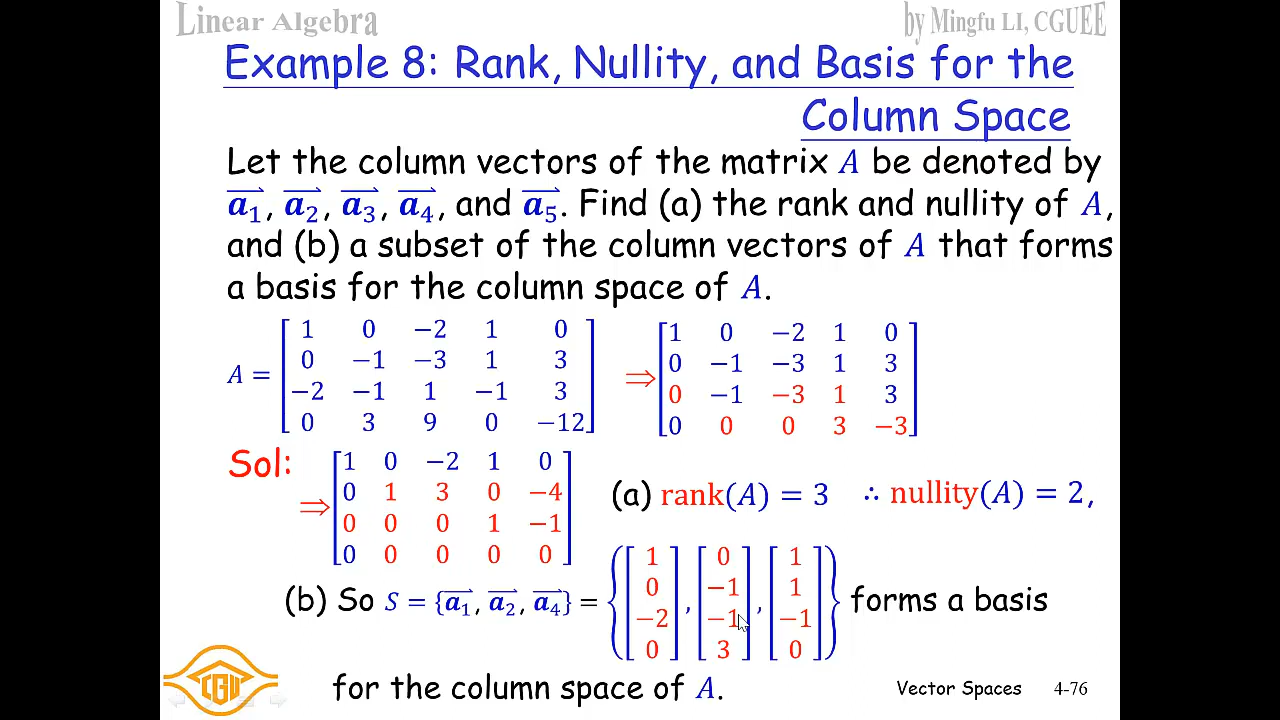 Linear Algebra
by Mingfu LI, CGUEE
Example 8: Rank, Nullity, and Basis for the
Column Space
Let the column vectors of the matrix A be denoted by
a₁, a₂, a₃, a₄, and a₅. Find (a) the rank and nullity of A,
and (b) a subset of the column vectors of A that forms
a basis for the column space of A.
A = [1 0 −2 1 0
0 −1 −3 1 3
−2 −1 1 −1 3
0 3 9 0 −12]
⇒ [1 0 −2 1 0
0 −1 −3 1 3
0 −1 −3 1 3
0 0 0 3 −3]
Sol:
⇒ [1 0 −2 1 0
0 1 3 0 −4
0 0 0 1 −1
0 0 0 0 0]
(a) rank(A) = 3 ∴ nullity(A) = 2,
(b) So S = {a₁, a₂, a₄} = {[1 0 −2 0], [0 −1 −1 3], [1 1 −1 0]} forms a basis
for the column space of A.
CGU
Vector Spaces 4-76